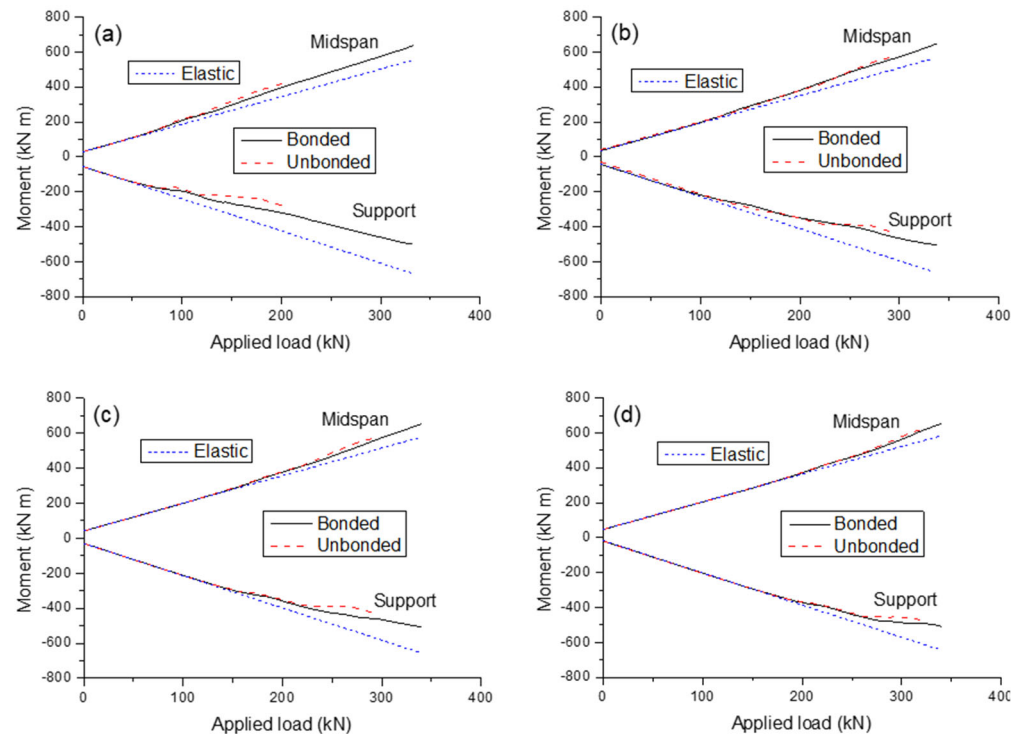 (a)
800
600
400
200
0
-200
-400
-600
-800
Moment (kN m)
Midspan
Elastic
Bonded
Unbonded
Support
0 100 200 300 400
Applied load (kN)
(b)
800
600
400
200
0
-200
-400
-600
-800
Moment (kN m)
Midspan
Elastic
Bonded
Unbonded
Support
0 100 200 300 400
Applied load (kN)
(c)
800
600
400
200
0
-200
-400
-600
-800
Moment (kN m)
Midspan
Elastic
Bonded
Unbonded
Support
0 100 200 300 400
Applied load (kN)
(d)
800
600
400
200
0
-200
-400
-600
-800
Moment (kN m)
Midspan
Elastic
Bonded
Unbonded
Support
0 100 200 300 400
Applied load (kN)